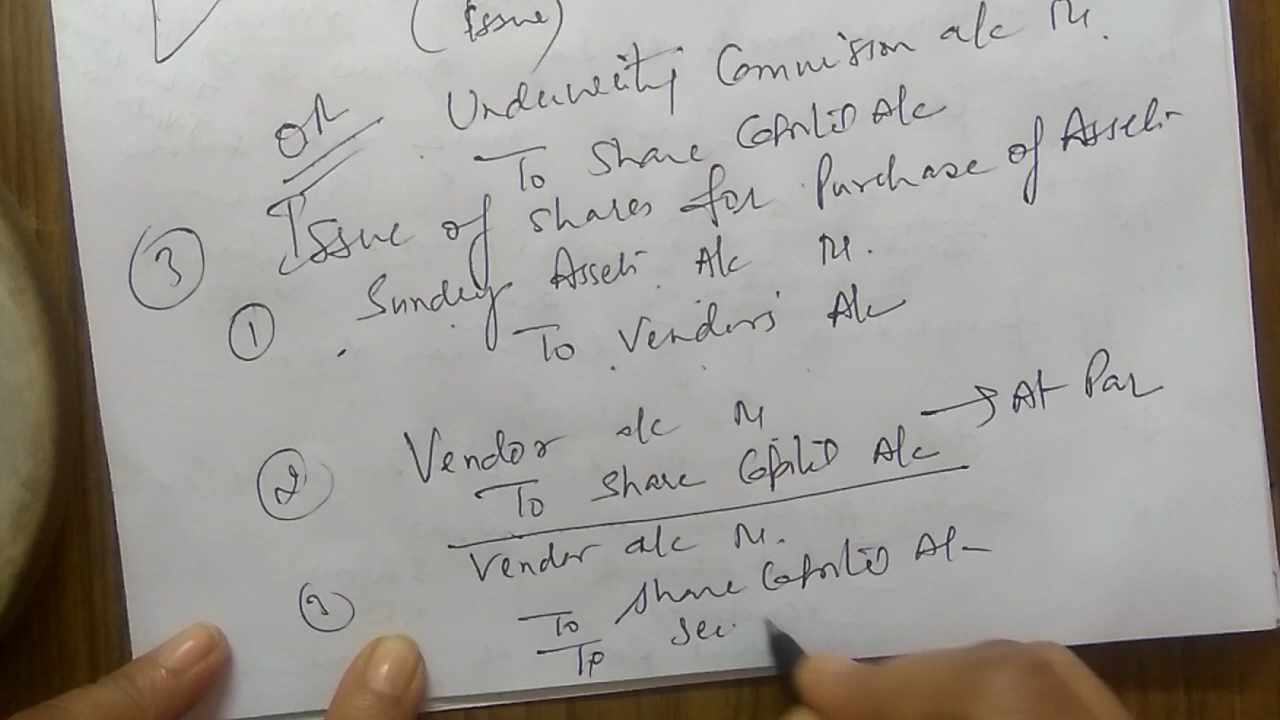 (Issue)
Or Underwriting Commission a/c Dr.
To Share Capital A/c
③ Issue of shares for Purchase of Assets
① Sundry Assets A/c Dr.
To Vendors A/c
② Vendor a/c Dr
To Share Capital A/c → At Par
Vendor a/c Dr.
To Share Capital A/c
To Sec.